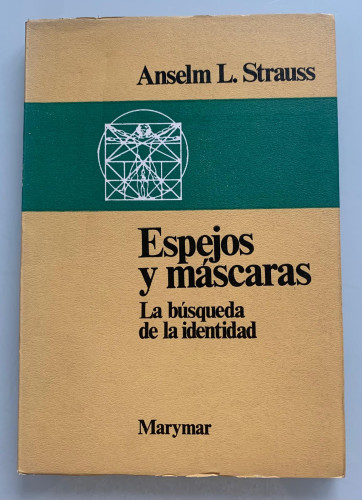 Anselm L. Strauss
Espejos
y máscaras
La búsqueda
de la identidad
Marymar